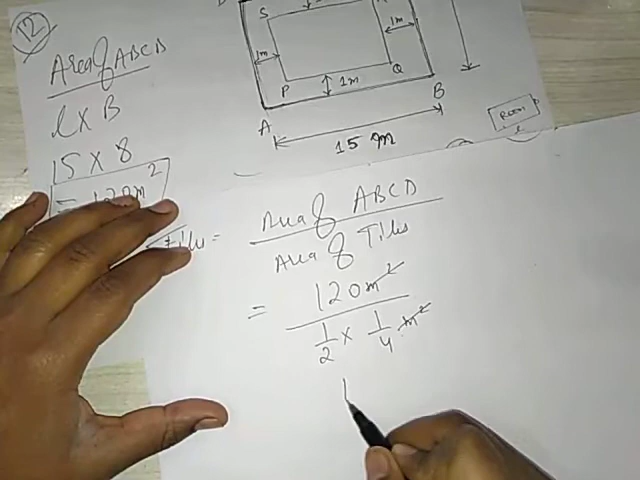 12
Area of ABCD
l x B
15 x 8
= 120m²
S
1m
1m
P
1m
Q
A
B
15 m
ROOM
Tiles = Area of ABCD
Area of Tiles
= 120m²
1/2 x 1/4 m²